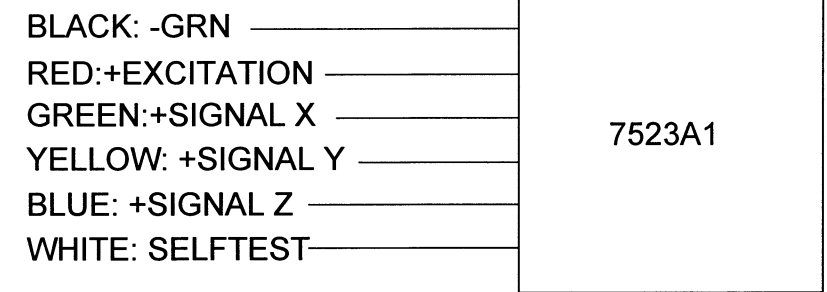 BLACK: -GRN
RED:+EXCITATION
GREEN:+SIGNAL X
YELLOW: +SIGNAL Y
BLUE: +SIGNAL Z
WHITE: SELFTEST
7523A1